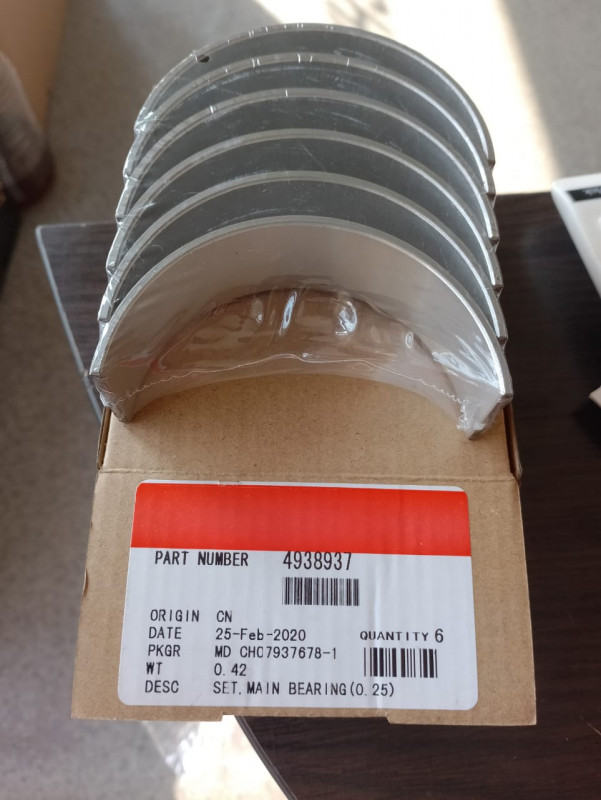 PART NUMBER 4938937
ORIGIN CN
DATE 25-Feb-2020 QUANTITY 6
PKGR MD CHC7937678-1
WT 0.42
DESC SET,MAIN BEARING(0.25)